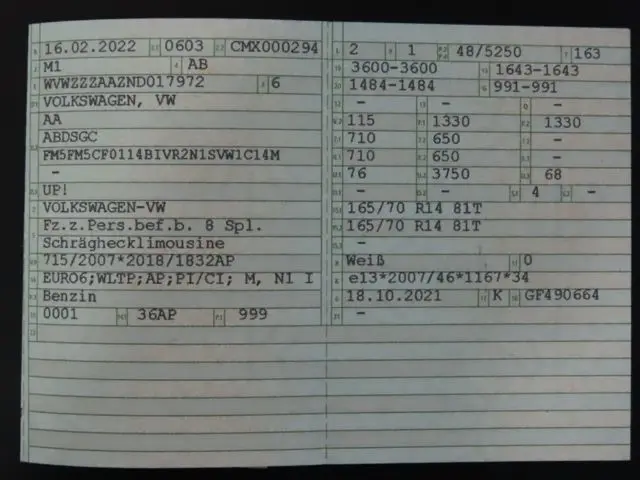 16.02.2022 0603 CMX000294
M1 AB
WVWZZZAAZND017972 6
VOLKSWAGEN, VW
AA
ABDSGC
FM5FM5CF0114BIVR2N1SVW1C14M
-
UP!
VOLKSWAGEN-VW
Fz.z.Pers.bef.b. 8 Spl.
Schräghecklimousine
715/2007*2018/1832AP
EURO6;WLTP;AP;PI/CI; M, N1 I
Benzin
0001 36AP 999
2 1 48/5250 163
3600-3600 1643-1643
1484-1484 991-991
- - -
115 1330 1330
710 650 -
710 650 -
76 3750 68
- - 4 -
165/70 R14 81T
165/70 R14 81T
-
Weiß 0
e13*2007/46*1167*34
18.10.2021 K GF490664
-